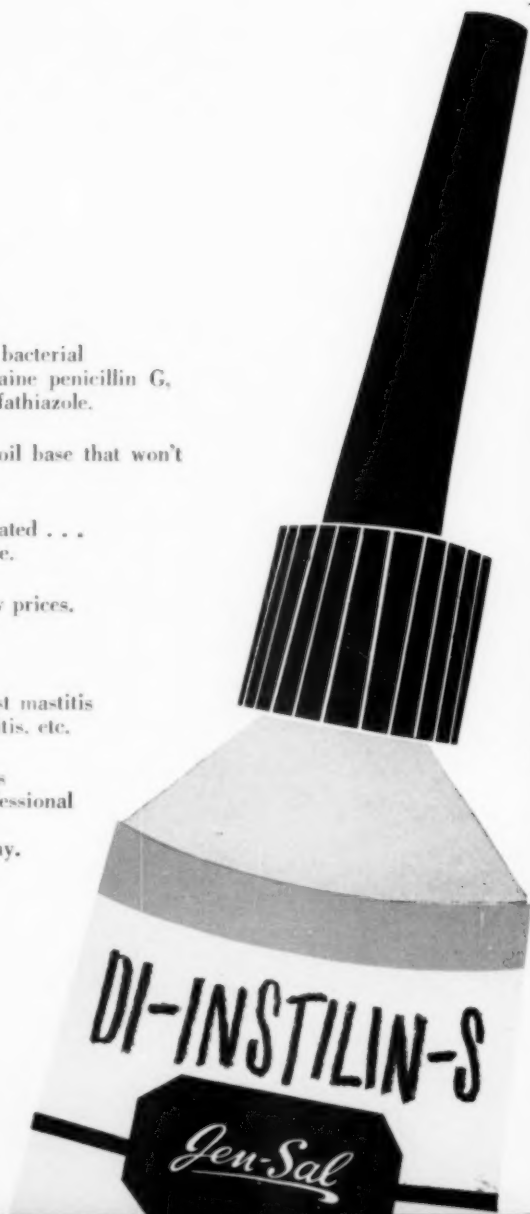 bacterial
aine penicillin G,
fathiazole.
oil base that won't
ated . . .
e.
prices.
st mastitis
tis, etc.
s
essional
y.
DI-INSTILIN-S
Jen-Sal